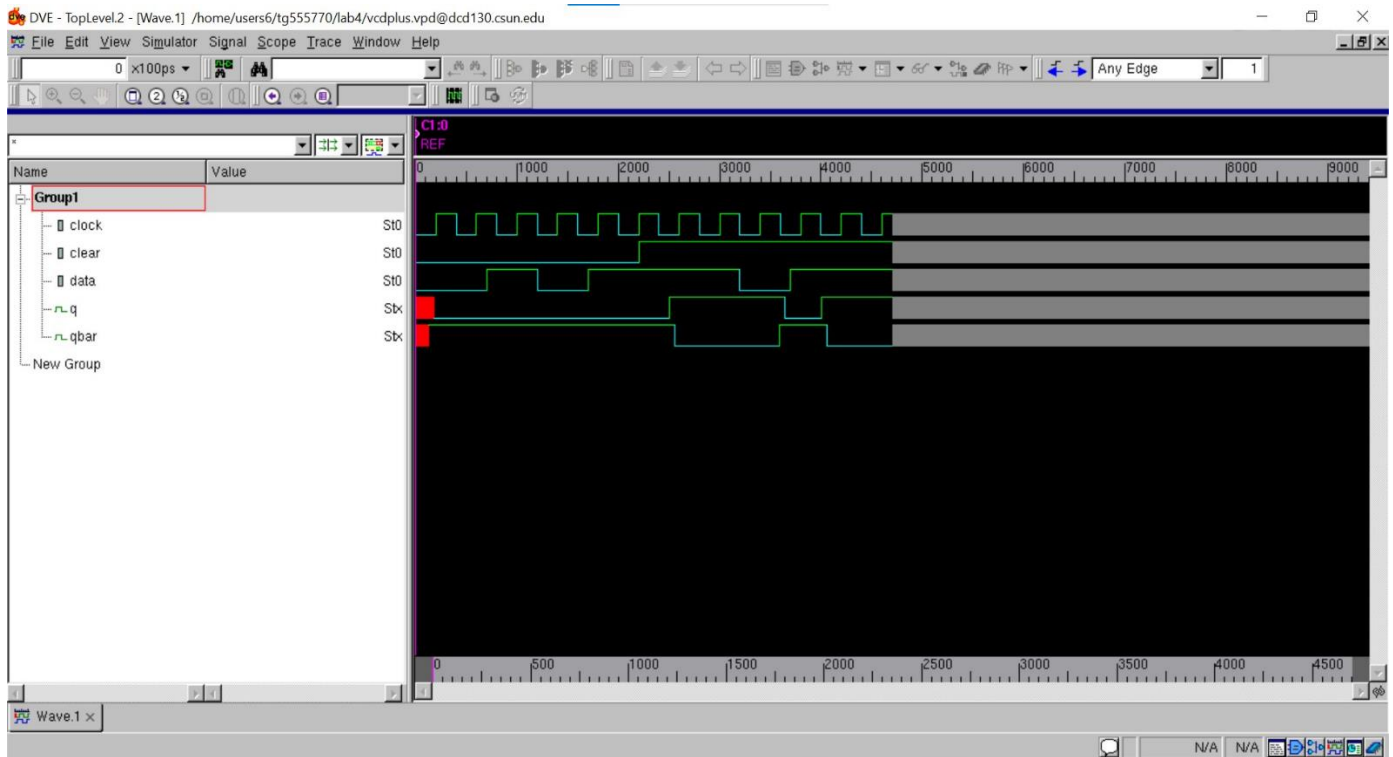 DVE - TopLevel.2 - [Wave.1] /home/users6/tg555770/lab4/vcdplus.vpd@dcd130.csun.edu
File Edit View Simulator Signal Scope Trace Window Help
0 x100ps Any Edge 1
C1:0
* REF
Name Value 0 1000 2000 3000 4000 5000 6000 7000 8000 9000
Group1
clock St0
clear St0
data St0
q Stx
qbar Stx
New Group
0 500 1000 1500 2000 2500 3000 3500 4000 4500
Wave.1 ×
N/A N/A